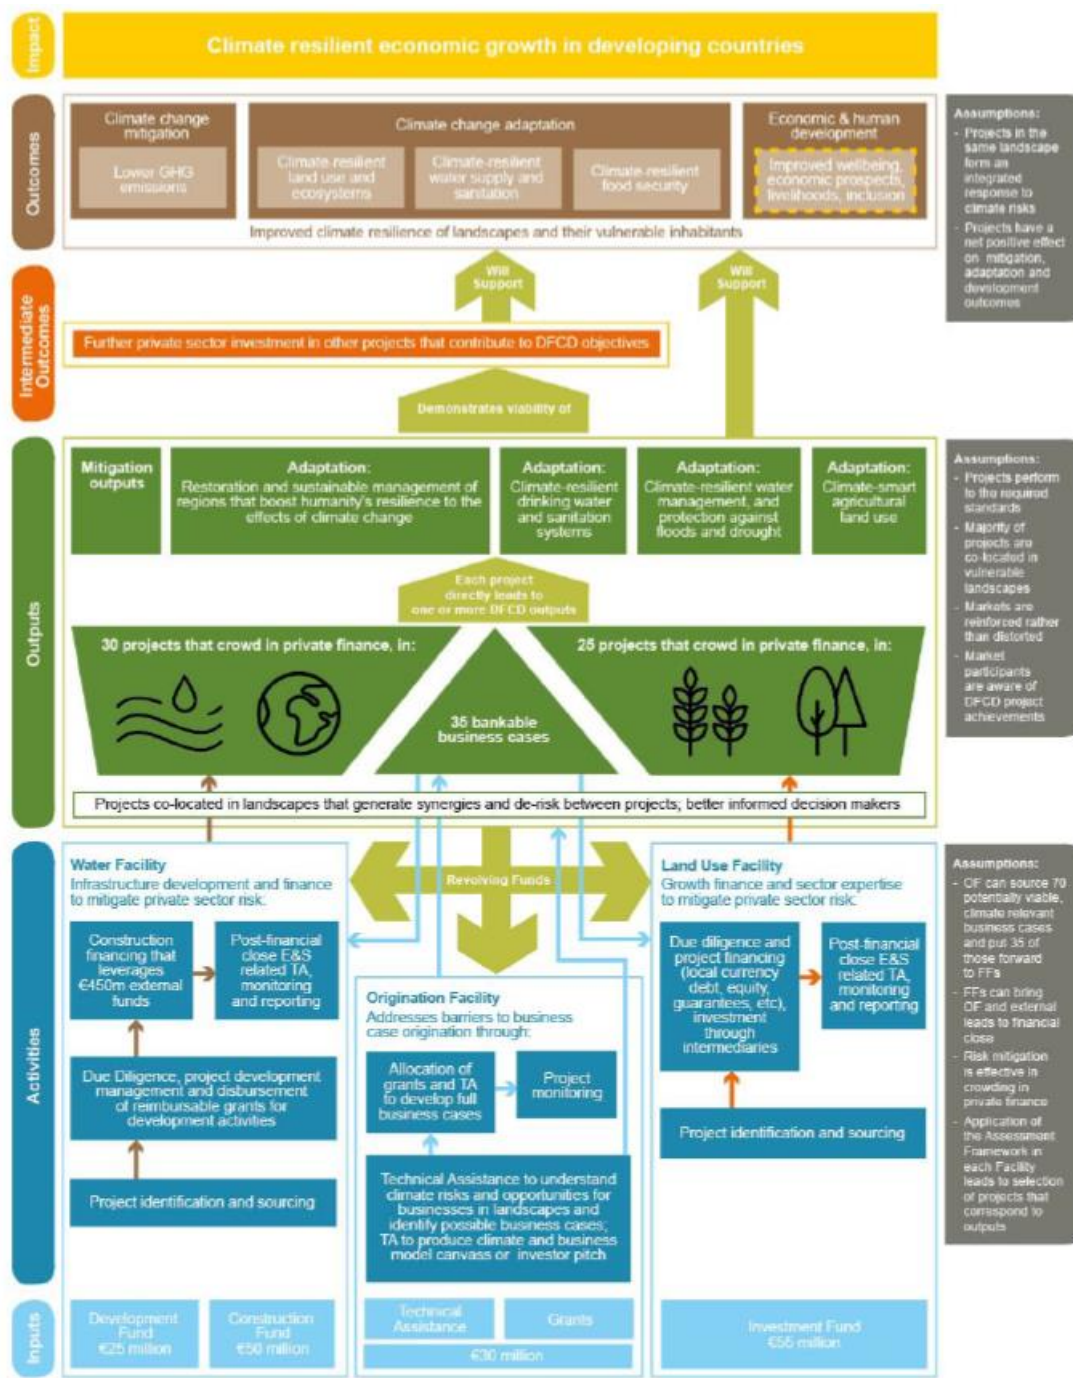 Impact
Climate resilient economic growth in developing countries
Outcomes
Climate change
mitigation
Lower GHG
emissions
Climate change adaptation
Climate-resilient
land use and
ecosystems
Climate-resilient
water supply and
sanitation
Climate-resilient
food security
Economic & human
development
Improved wellbeing,
economic prospects,
livelihoods, inclusion
Improved climate resilience of landscapes and their vulnerable inhabitants
Assumptions:
- Projects in the
same landscape
form an
integrated
response to
climate risks
- Projects have a
net positive effect
on mitigation,
adaptation and
development
outcomes
Intermediate
Outcomes
Will
Support
Will
Support
Further private sector investment in other projects that contribute to DFCD objectives
Demonstrates viability of
Outputs
Mitigation
outputs
Adaptation:
Restoration and sustainable management of
regions that boost humanity's resilience to the
effects of climate change
Adaptation:
Climate-resilient
drinking water
and sanitation
systems
Adaptation:
Climate-resilient water
management, and
protection against
floods and drought
Adaptation:
Climate-smart
agricultural
land use
Each project
directly leads to
one or more DFCD outputs
30 projects that crowd in private finance, in:
35 bankable
business cases
25 projects that crowd in private finance, in:
Projects co-located in landscapes that generate synergies and de-risk between projects; better informed decision makers
Assumptions:
- Projects perform
to the required
standards
- Majority of
projects are
co-located in
vulnerable
landscapes
- Markets are
reinforced rather
than distorted
- Market
participants
are aware of
DFCD project
achievements
Activities
Water Facility
Infrastructure development and finance
to mitigate private sector risk:
Construction
financing that
leverages
€450m external
funds
Post-financial
close E&S
related TA,
monitoring
and reporting
Due Diligence, project development
management and disbursement
of reimbursable grants for
development activities
Project identification and sourcing
Revolving Funds
Origination Facility
Addresses barriers to business
case origination through:
Allocation of
grants and TA
to develop full
business cases
Project
monitoring
Technical Assistance to understand
climate risks and opportunities for
businesses in landscapes and
identify possible business cases;
TA to produce climate and business
model canvass or investor pitch
Land Use Facility
Growth finance and sector expertise
to mitigate private sector risk:
Due diligence and
project financing
(local currency
debt, equity,
guarantees, etc),
investment
through
intermediaries
Post-financial
close E&S
related TA,
monitoring
and reporting
Project identification and sourcing
Assumptions:
- OF can source 70
potentially viable,
climate relevant
business cases
and put 35 of
those forward
to FFs
- FFs can bring
OF and external
leads to financial
close
- Risk mitigation
is effective in
crowding in
private finance
- Application of
the Assessment
Framework in
each Facility
leads to selection
of projects that
correspond to
outputs
Inputs
Development
Fund
€25 million
Construction
Fund
€50 million
Technical
Assistance
Grants
€30 million
Investment Fund
€55 million